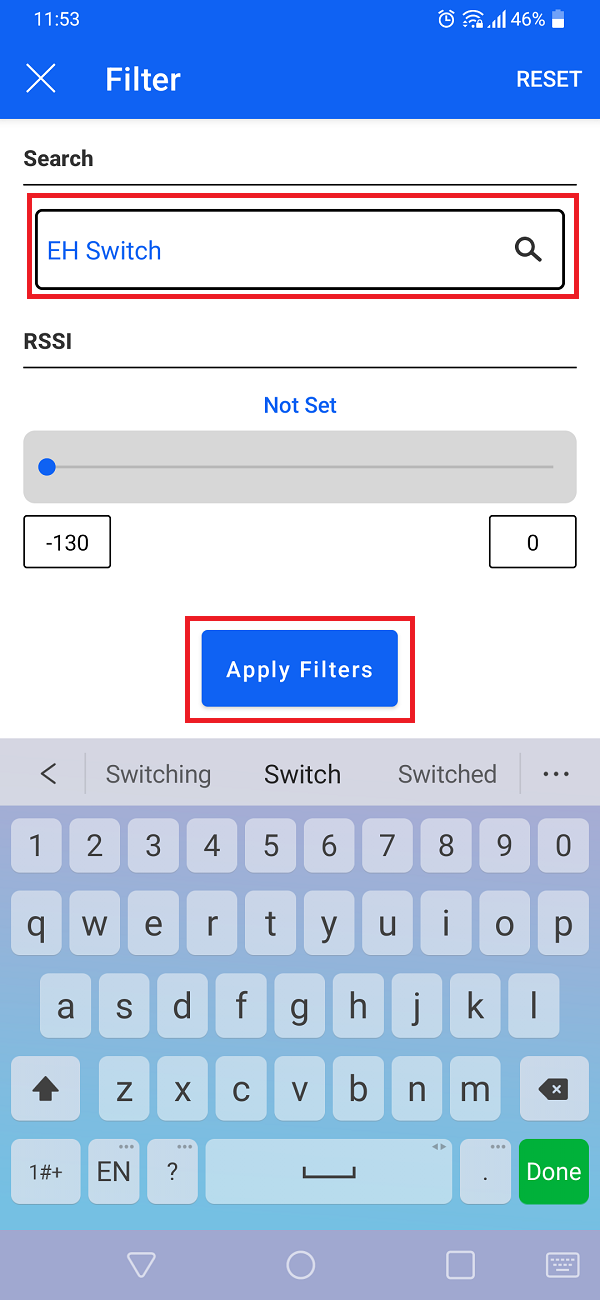 11:53 46%
Filter RESET
Search
EH Switch
RSSI
Not Set
-130 0
Apply Filters
Switching Switch Switched
1 2 3 4 5 6 7 8 9 0
q w e r t y u i o p
a s d f g h j k l
z x c v b n m
1#+ EN ? . Done